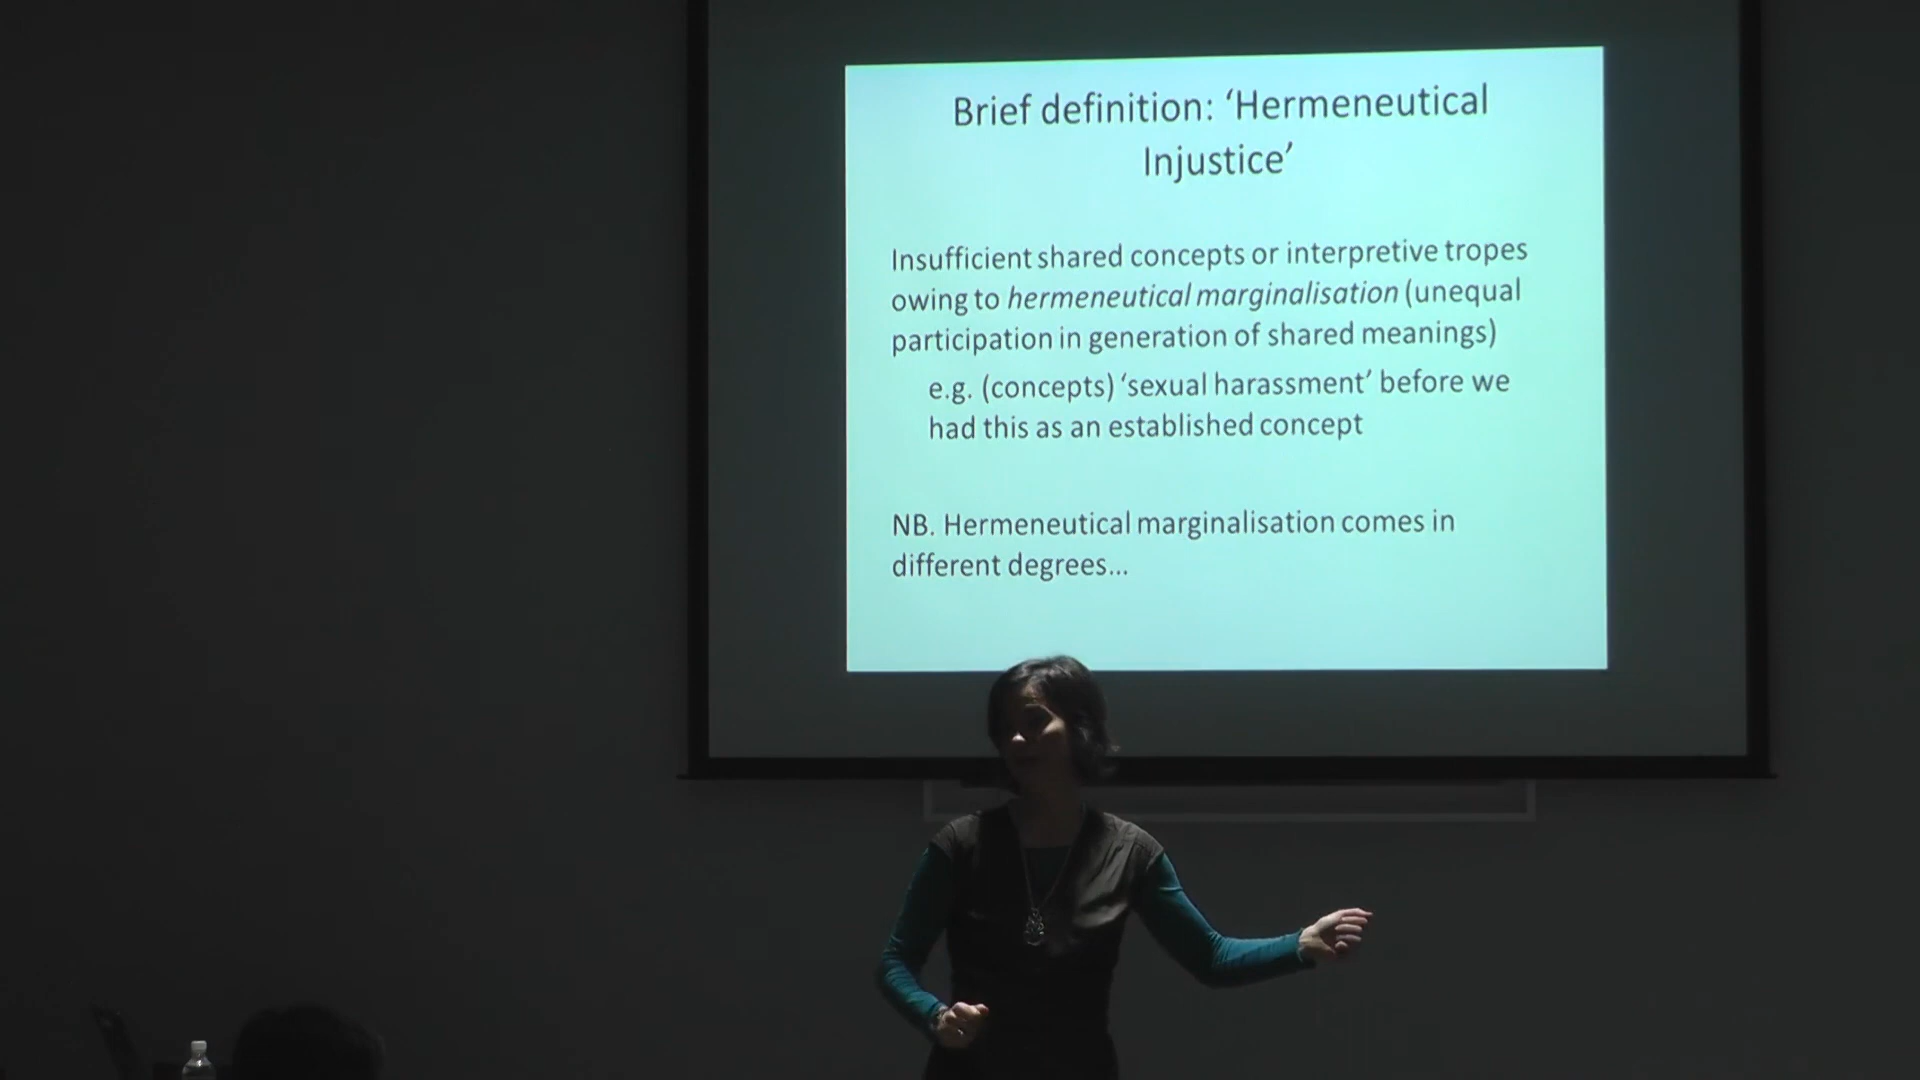 Brief definition: ‘Hermeneutical
Injustice’
Insufficient shared concepts or interpretive tropes
owing to hermeneutical marginalisation (unequal
participation in generation of shared meanings)
e.g. (concepts) ‘sexual harassment’ before we
had this as an established concept
NB. Hermeneutical marginalisation comes in
different degrees...